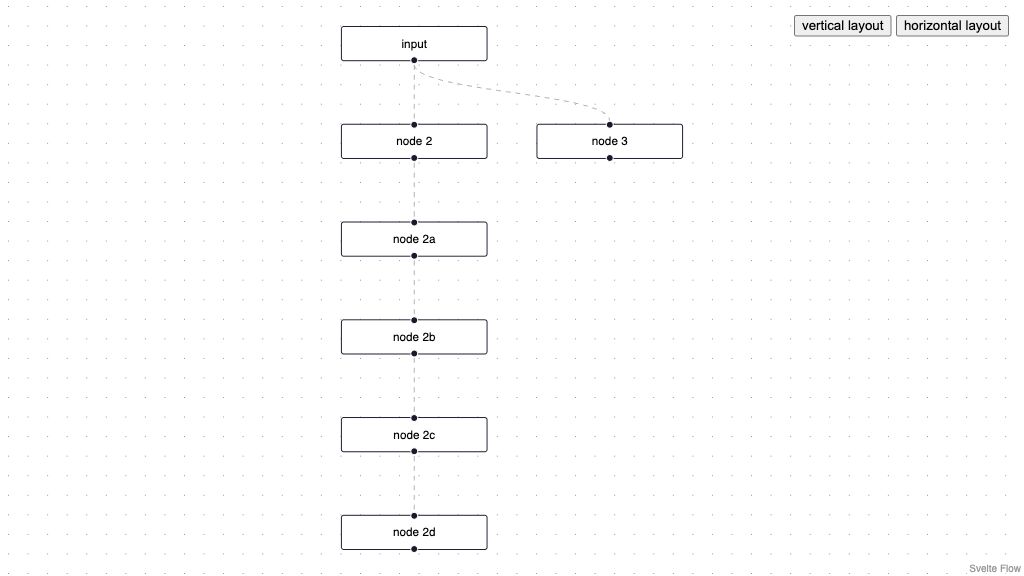 vertical layout
horizontal layout
input
node 2
node 3
node 2a
node 2b
node 2c
node 2d
Svelte Flow